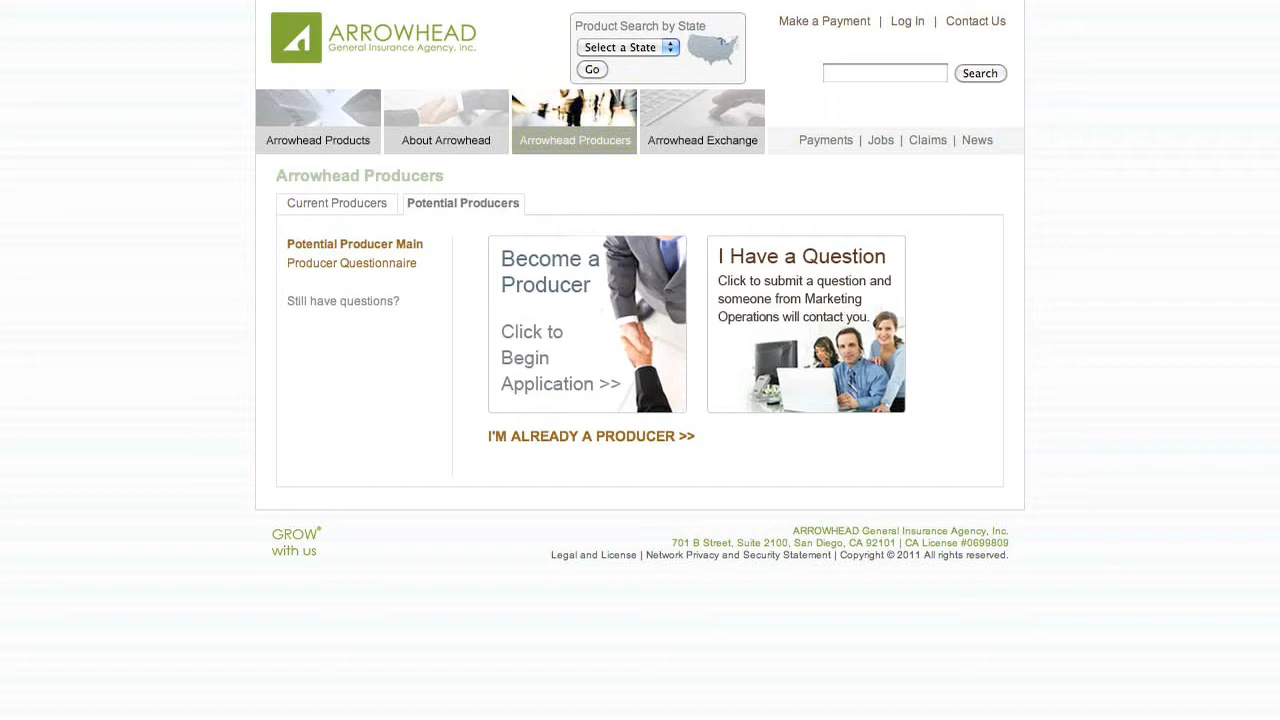 ARROWHEAD
General Insurance Agency, Inc.
Product Search by State
Select a State
Go
Make a Payment | Log In | Contact Us
Search
Arrowhead Products
About Arrowhead
Arrowhead Producers
Arrowhead Exchange
Payments | Jobs | Claims | News
Arrowhead Producers
Current Producers
Potential Producers
Potential Producer Main
Producer Questionnaire
Still have questions?
Become a
Producer
Click to
Begin
Application >>
I Have a Question
Click to submit a question and
someone from Marketing
Operations will contact you.
I'M ALREADY A PRODUCER >>
GROW®
with us
ARROWHEAD General Insurance Agency, Inc.
701 B Street, Suite 2100, San Diego, CA 92101 | CA License #0699809
Legal and License | Network Privacy and Security Statement | Copyright © 2011 All rights reserved.